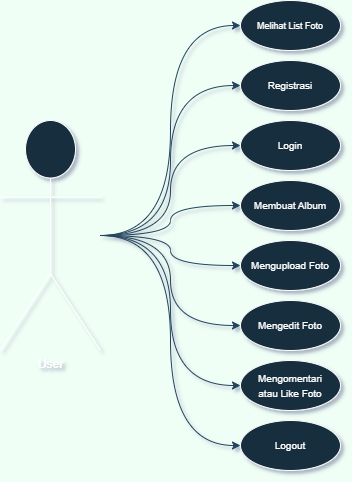 Melihat List Foto
Registrasi
Login
Membuat Album
Mengupload Foto
Mengedit Foto
Mengomentari
atau Like Foto
Logout
User